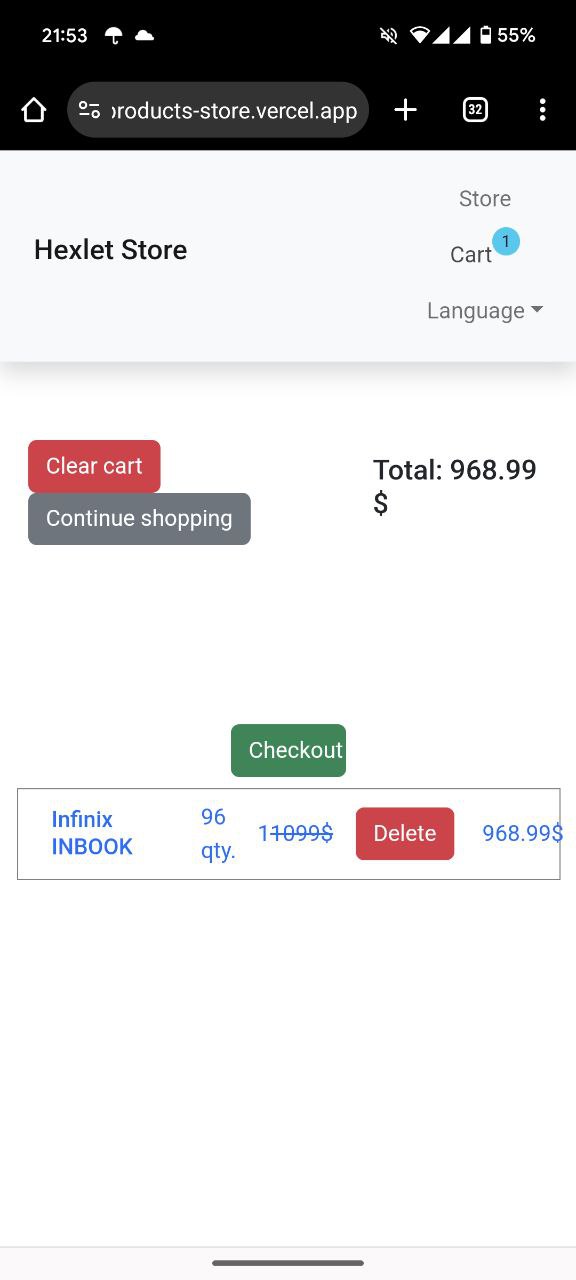 21:53 55%
products-store.vercel.app 32
Store
Hexlet Store
Cart 1
Language
Clear cart
Continue shopping
Total: 968.99
$
Checkout
Infinix
INBOOK
96
qty.
1 1099$
Delete
968.99$